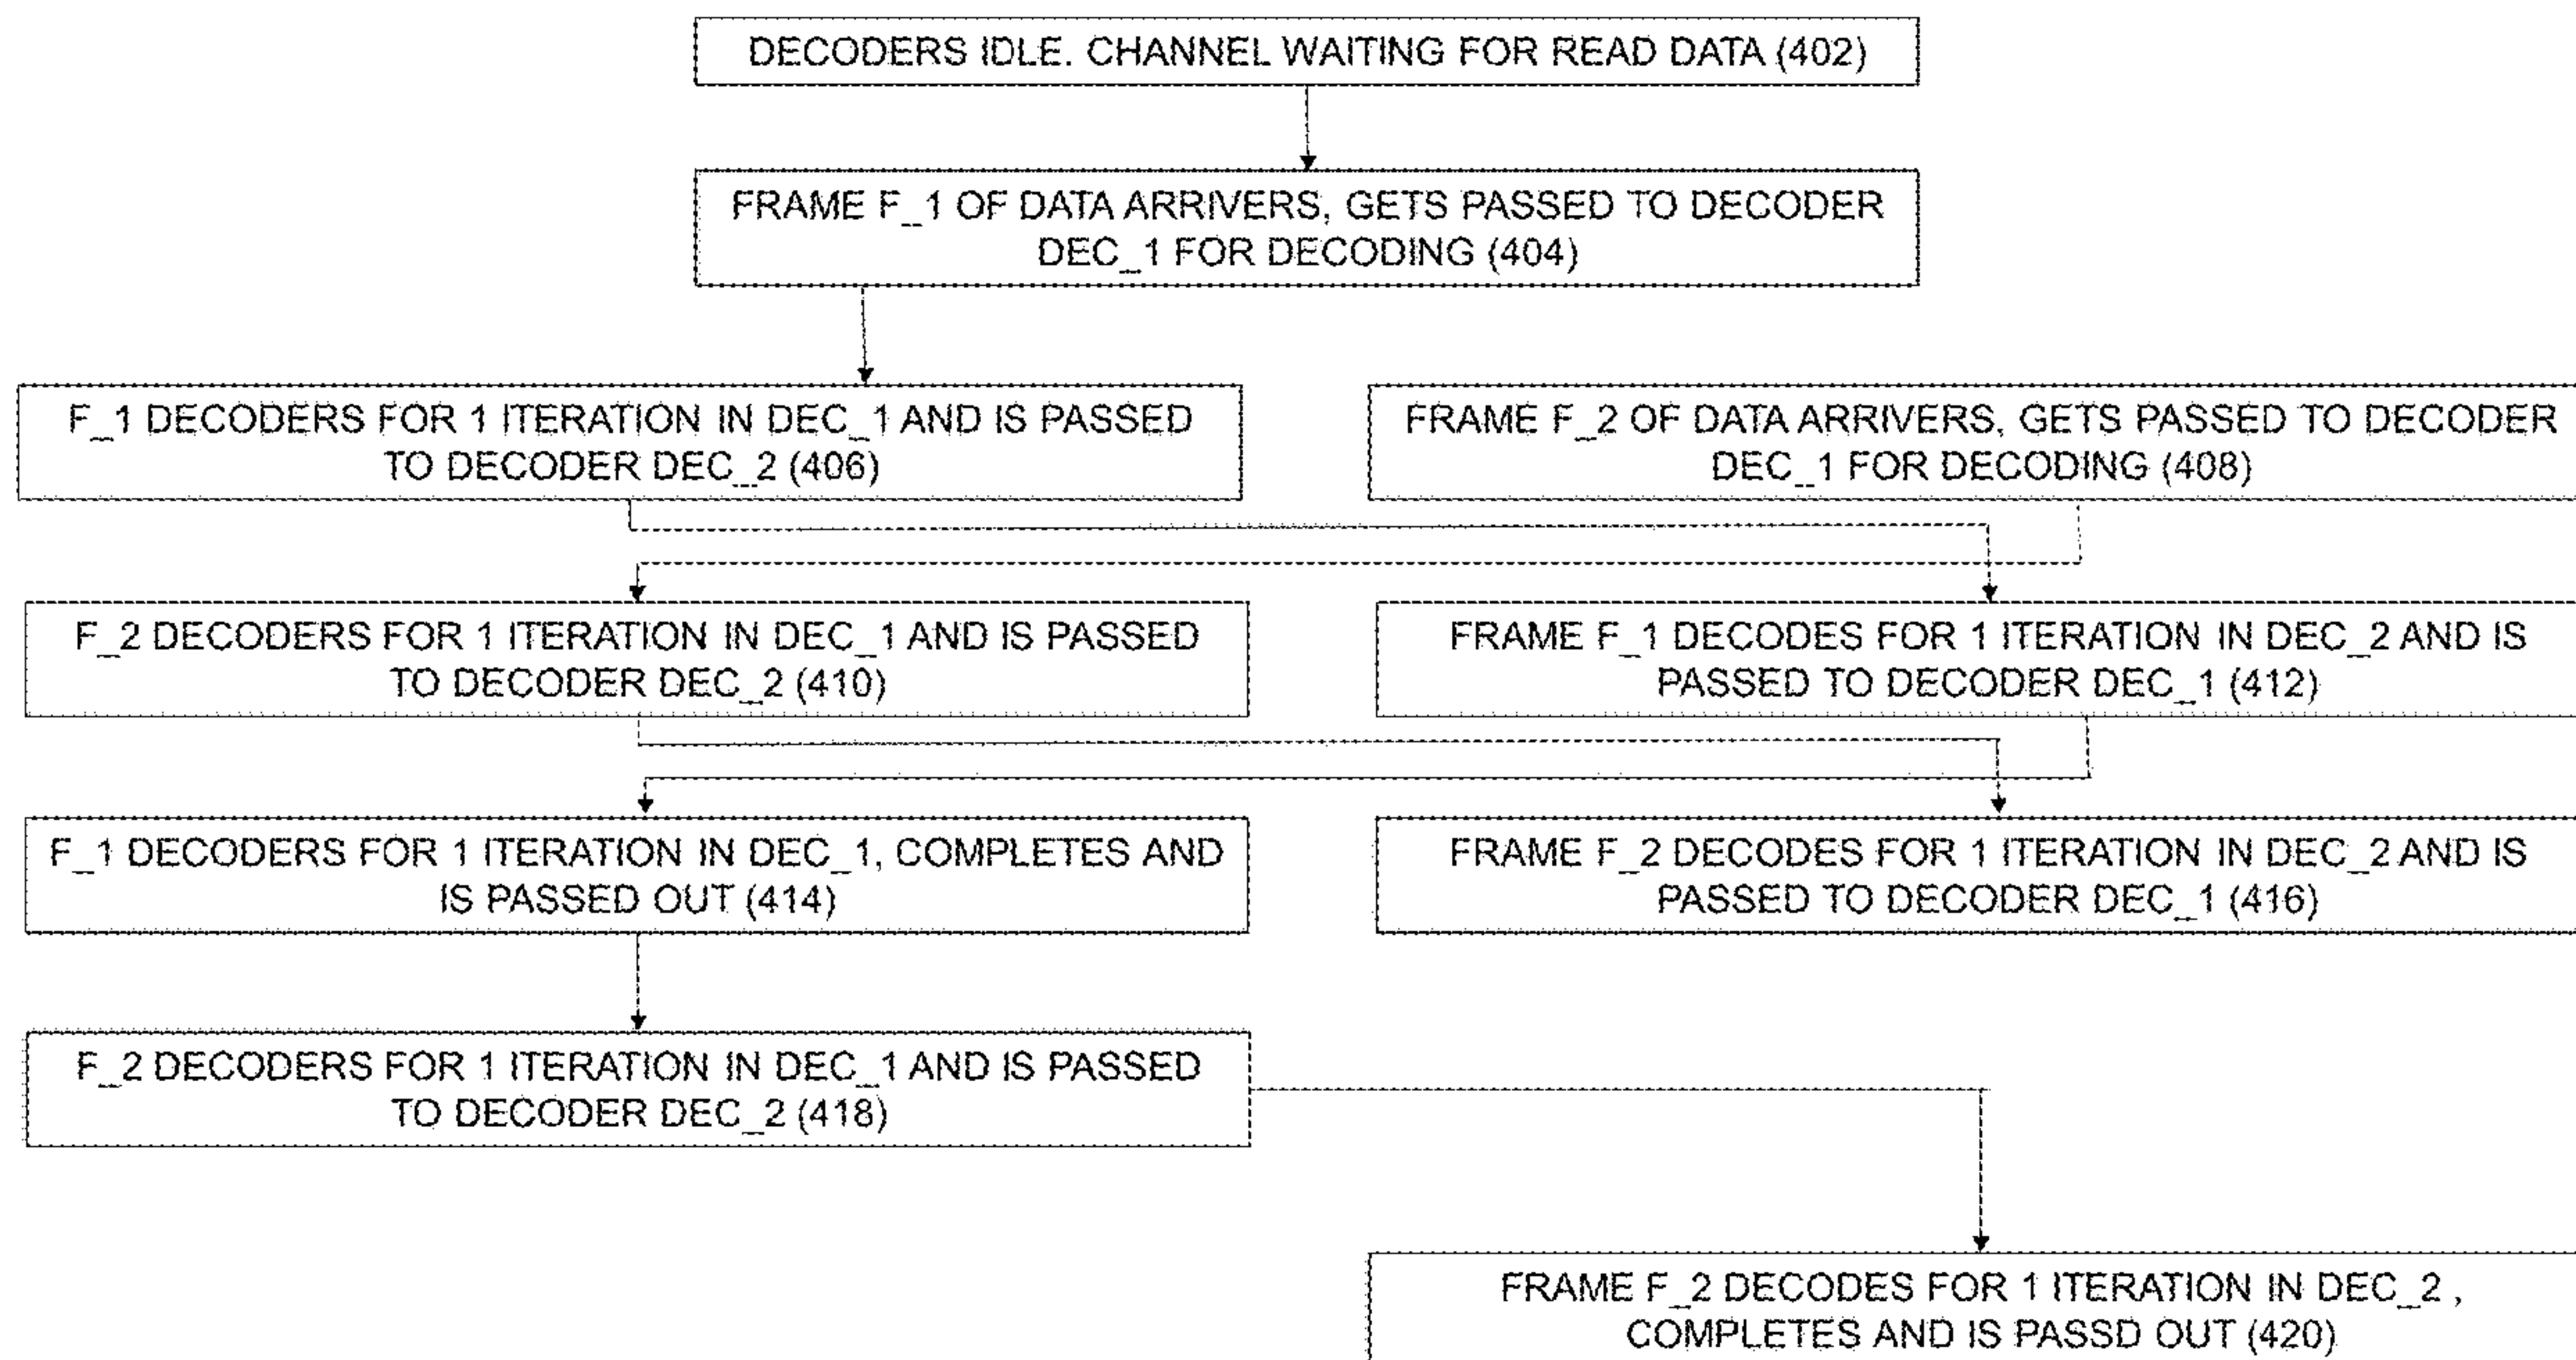 DECODERS IDLE. CHANNEL WAITING FOR READ DATA (402)
FRAME F_1 OF DATA ARRIVERS, GETS PASSED TO DECODER
DEC_1 FOR DECODING (404)
F_1 DECODERS FOR 1 ITERATION IN DEC_1 AND IS PASSED
TO DECODER DEC_2 (406)
FRAME F_2 OF DATA ARRIVERS, GETS PASSED TO DECODER
DEC_1 FOR DECODING (408)
F_2 DECODERS FOR 1 ITERATION IN DEC_1 AND IS PASSED
TO DECODER DEC_2 (410)
FRAME F_1 DECODES FOR 1 ITERATION IN DEC_2 AND IS
PASSED TO DECODER DEC_1 (412)
F_1 DECODERS FOR 1 ITERATION IN DEC_1, COMPLETES AND
IS PASSED OUT (414)
FRAME F_2 DECODES FOR 1 ITERATION IN DEC_2 AND IS
PASSED TO DECODER DEC_1 (416)
F_2 DECODERS FOR 1 ITERATION IN DEC_1 AND IS PASSED
TO DECODER DEC_2 (418)
FRAME F_2 DECODES FOR 1 ITERATION IN DEC_2 ,
COMPLETES AND IS PASSD OUT (420)